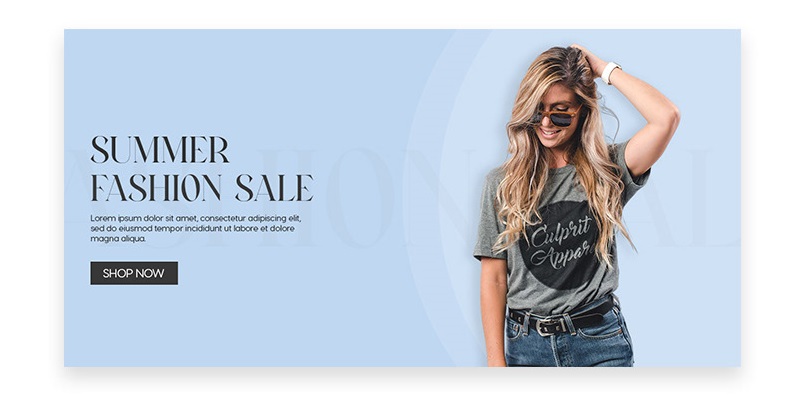 SUMMER
FASHION SALE
Lorem ipsum dolor sit amet, consectetur adipiscing elit,
sed do eiusmod tempor incididunt ut labore et dolore
magna aliqua.
SHOP NOW
Culprit
Apparel